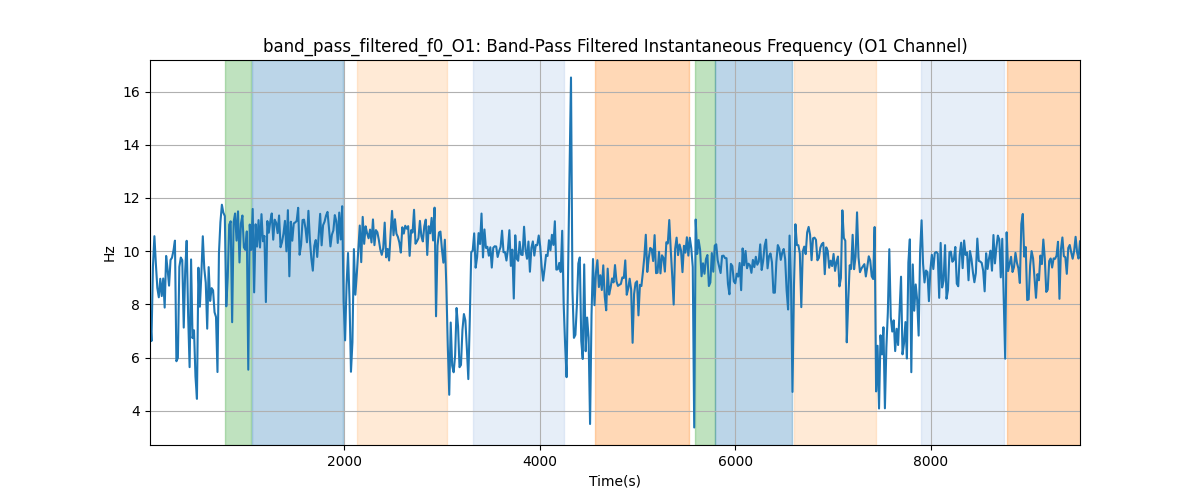 band_pass_filtered_f0_O1: Band-Pass Filtered Instantaneous Frequency (O1 Channel)
16
14
12
10
8
6
4
Hz
2000 4000 6000 8000
Time(s)